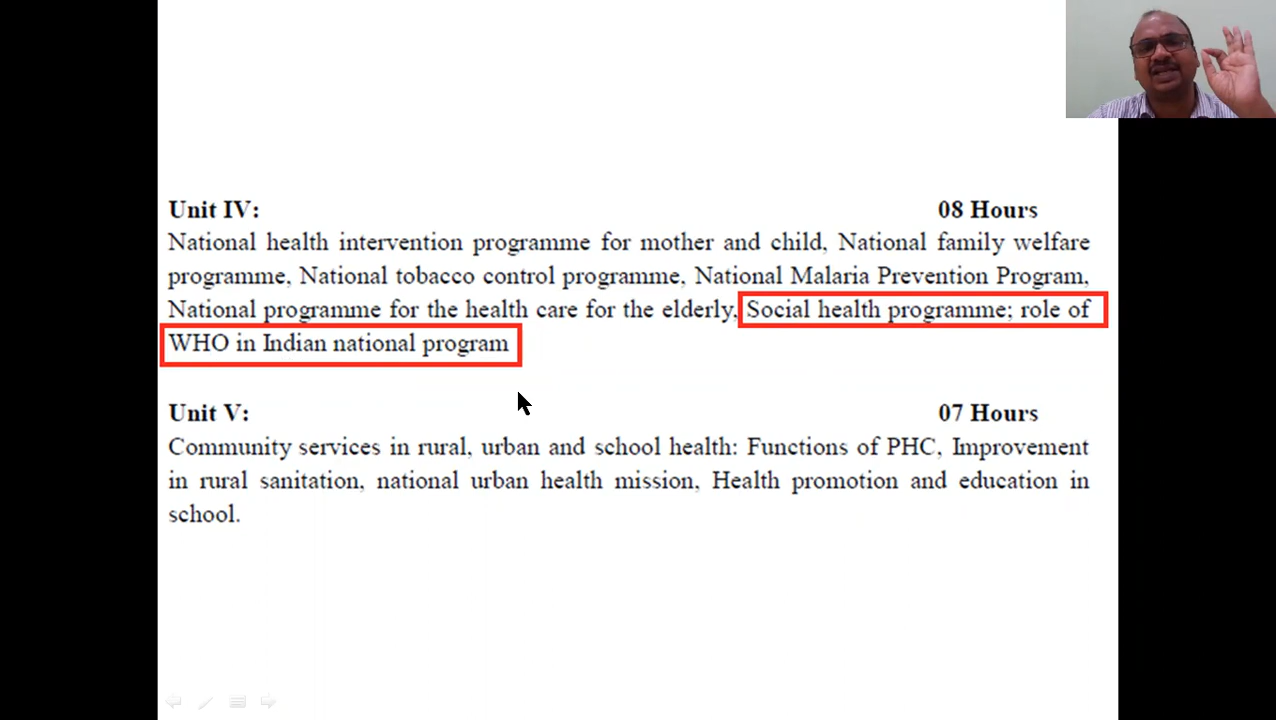 Unit IV: 08 Hours
National health intervention programme for mother and child, National family welfare
programme, National tobacco control programme, National Malaria Prevention Program,
National programme for the health care for the elderly, Social health programme; role of
WHO in Indian national program
Unit V: 07 Hours
Community services in rural, urban and school health: Functions of PHC, Improvement
in rural sanitation, national urban health mission, Health promotion and education in
school.